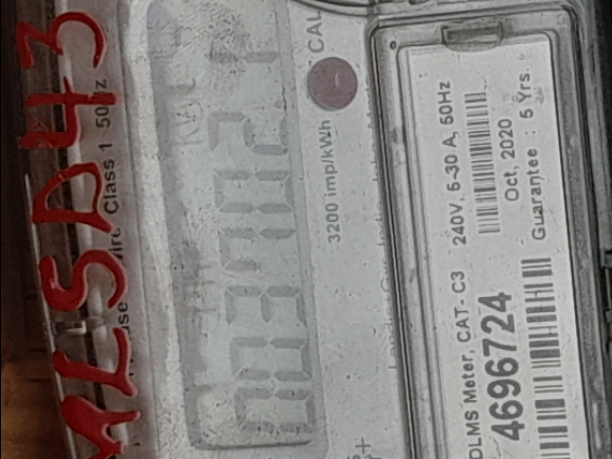 MLSD43
Wire Class 1 50Hz
3200 imp/kWh
CAL
DLMS Meter, CAT- C3
240V, 5-30 A, 50Hz
4696724
Oct, 2020
Guarantee : 5 Yrs.